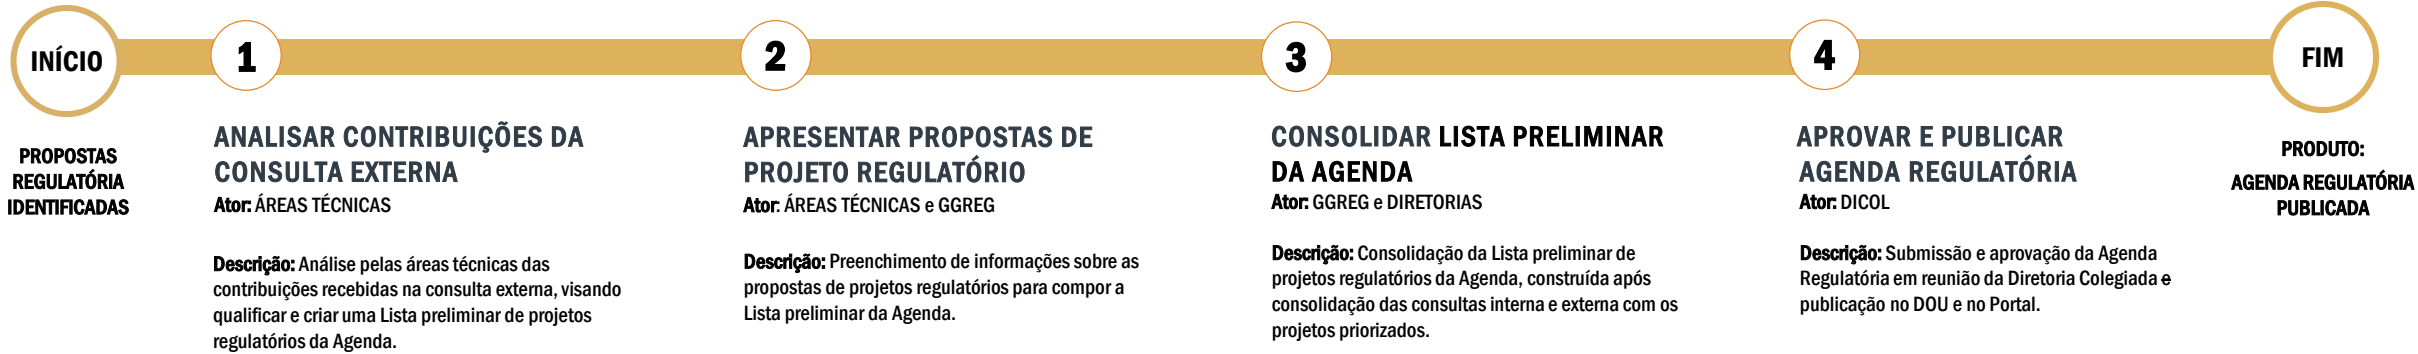 INÍCIO
PROPOSTAS
REGULATÓRIA
IDENTIFICADAS
1
ANALISAR CONTRIBUIÇÕES DA
CONSULTA EXTERNA
Ator: ÁREAS TÉCNICAS
Descrição: Análise pelas áreas técnicas das
contribuições recebidas na consulta externa, visando
qualificar e criar uma Lista preliminar de projetos
regulatórios da Agenda.
2
APRESENTAR PROPOSTAS DE
PROJETO REGULATÓRIO
Ator: ÁREAS TÉCNICAS e GGREG
Descrição: Preenchimento de informações sobre as
propostas de projetos regulatórios para compor a
Lista preliminar da Agenda.
3
CONSOLIDAR LISTA PRELIMINAR
DA AGENDA
Ator: GGREG e DIRETORIAS
Descrição: Consolidação da Lista preliminar de
projetos regulatórios da Agenda, construída após
consolidação das consultas interna e externa com os
projetos priorizados.
4
APROVAR E PUBLICAR
AGENDA REGULATÓRIA
Ator: DICOL
Descrição: Submissão e aprovação da Agenda
Regulatória em reunião da Diretoria Colegiada e
publicação no DOU e no Portal.
FIM
PRODUTO:
AGENDA REGULATÓRIA
PUBLICADA